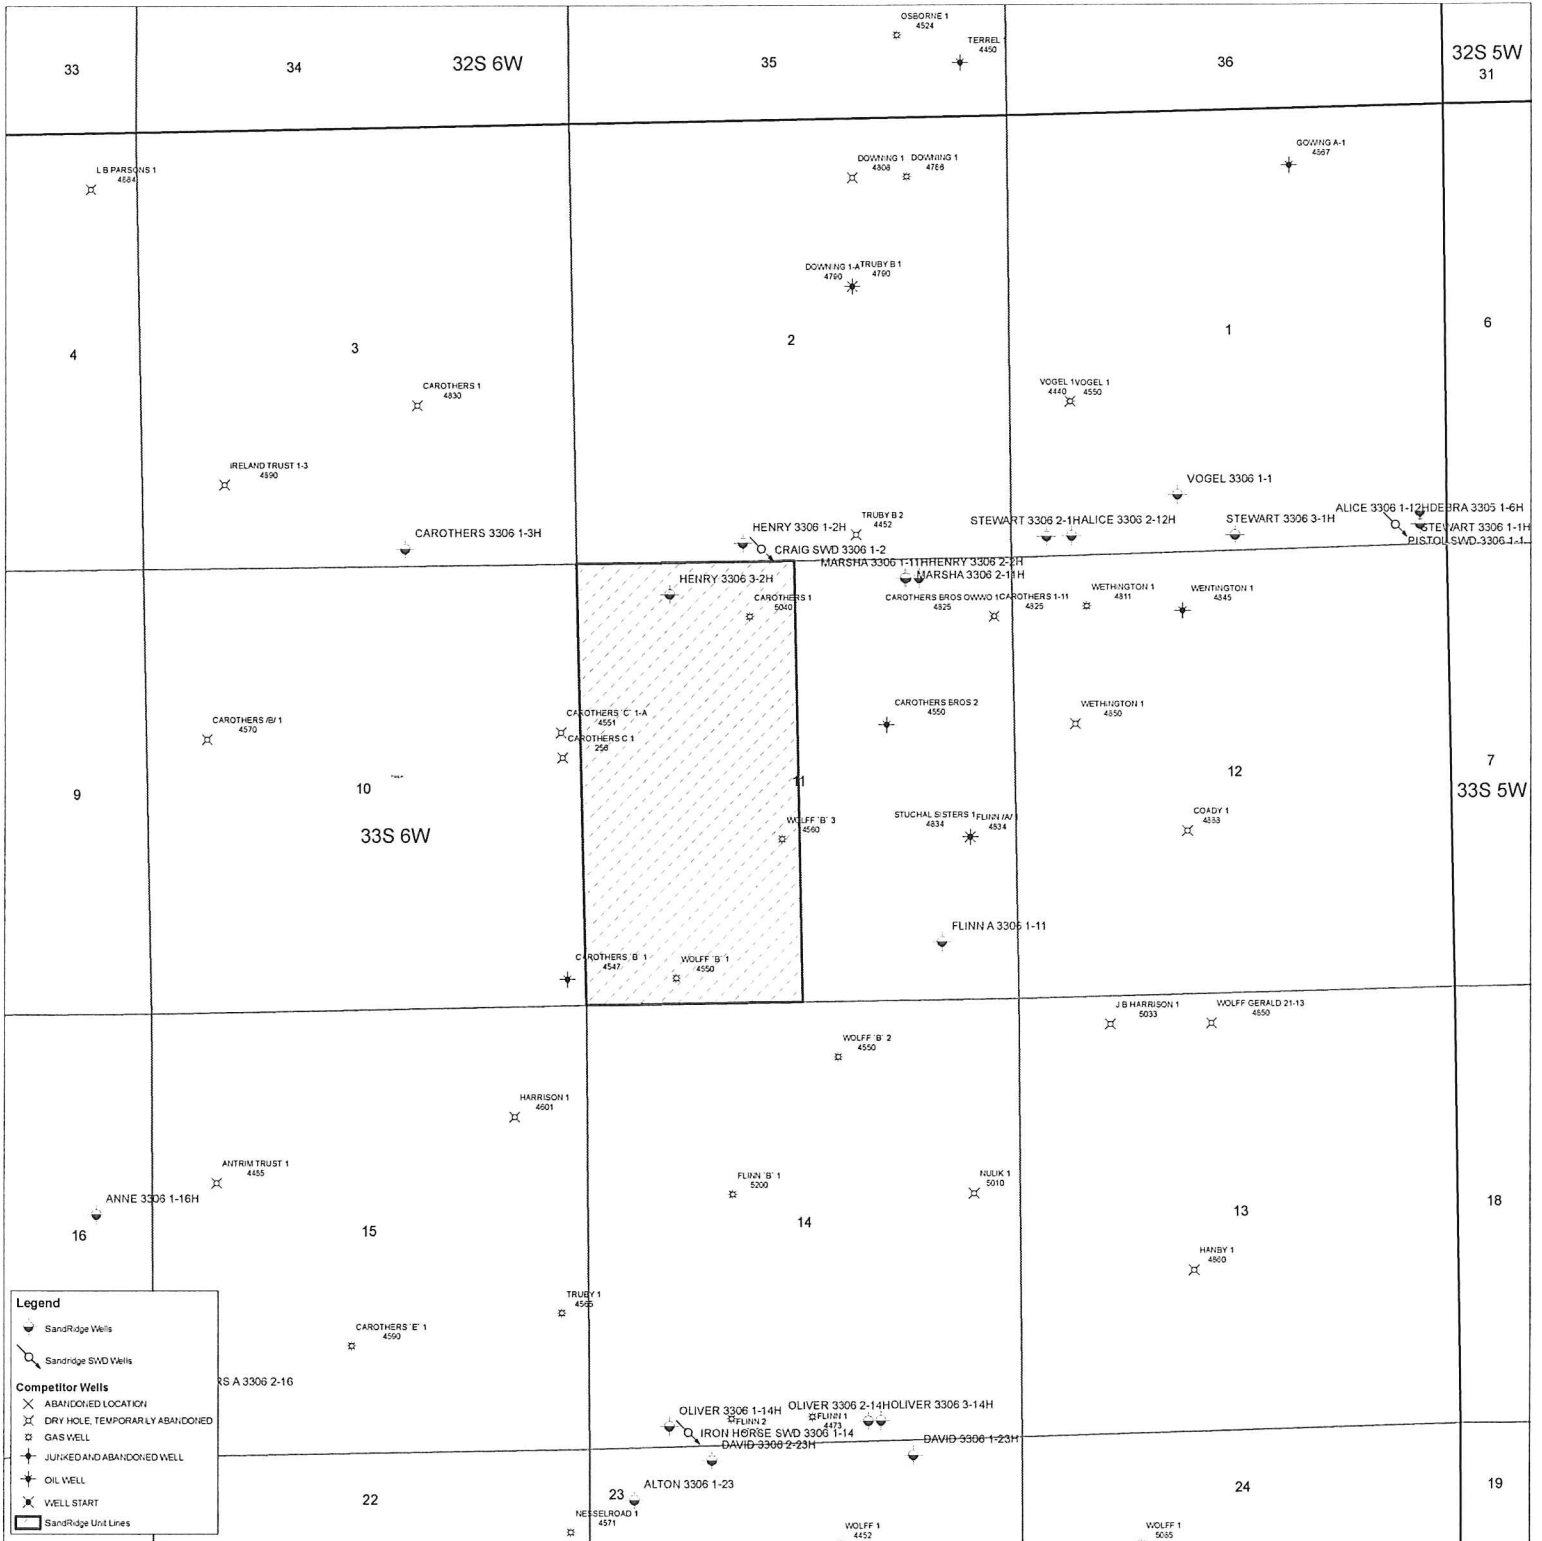 OSBORNE 1
4524
TERREL
4450
33
34
32S 6W
35
36
32S 5W
31
L B PARSONS 1
4684
DOWNING 1
4808
DOWNING 1
4786
GOWING A-1
4567
DOWNING 1-A
4790
TRUBY B 1
4790
4
3
2
1
6
CAROTHERS 1
4830
VOGEL 1
4440
VOGEL 1
4550
IRELAND TRUST 1-3
4590
VOGEL 3306 1-1
CAROTHERS 3306 1-3H
HENRY 3306 1-2H
TRUBY B 2
4452
CRAIG SWD 3306 1-2
STEWART 3306 2-1H
ALICE 3306 2-12H
STEWART 3306 3-1H
ALICE 3306 1-12H
DEBRA 3305 1-6H
STEWART 3306 1-1H
PISTOL SWD 3306 1-1
MARSHA 3306 1-11H
HENRY 3306 2-2H
MARSHA 3306 2-11H
HENRY 3306 3-2H
CAROTHERS 1
5040
CAROTHERS BROS OWWO 1
4825
CAROTHERS 1-11
4825
WETHINGTON 1
4811
WENTINGTON 1
4845
CAROTHERS /B/ 1
4570
CAROTHERS 'C' 1-A
4551
CAROTHERS C 1
256
CAROTHERS BROS 2
4550
WETHINGTON 1
4850
9
10
33S 6W
11
12
7
33S 5W
WOLFF 'B' 3
4560
STUCHAL SISTERS 1
4834
FLINN /A/ 1
4834
COADY 1
4888
FLINN A 3306 1-11
CAROTHERS 'B' 1
4547
WOLFF 'B' 1
4550
J B HARRISON 1
5033
WOLFF GERALD 21-13
4650
WOLFF 'B' 2
4550
HARRISON 1
4601
ANTRIM TRUST 1
4455
FLINN 'B' 1
5200
NULIK 1
5010
ANNE 3306 1-16H
16
15
14
13
18
HANBY 1
4860
TRUBY 1
4565
CAROTHERS 'E' 1
4590
RS A 3306 2-16
OLIVER 3306 1-14H
FLINN 2
OLIVER 3306 2-14H
OLIVER 3306 3-14H
FLINN 1
4473
IRON HORSE SWD 3306 1-14
DAVID 3306 2-23H
DAVID 3306 1-23H
ALTON 3306 1-23
22
23
24
19
NESSELROAD 1
4571
WOLFF 1
4452
WOLFF 1
5065
Legend
SandRidge Wells
Sandridge SWD Wells
Competitor Wells
ABANDONED LOCATION
DRY HOLE, TEMPORARILY ABANDONED
GAS WELL
JUNKED AND ABANDONED WELL
OIL WELL
WELL START
SandRidge Unit Lines